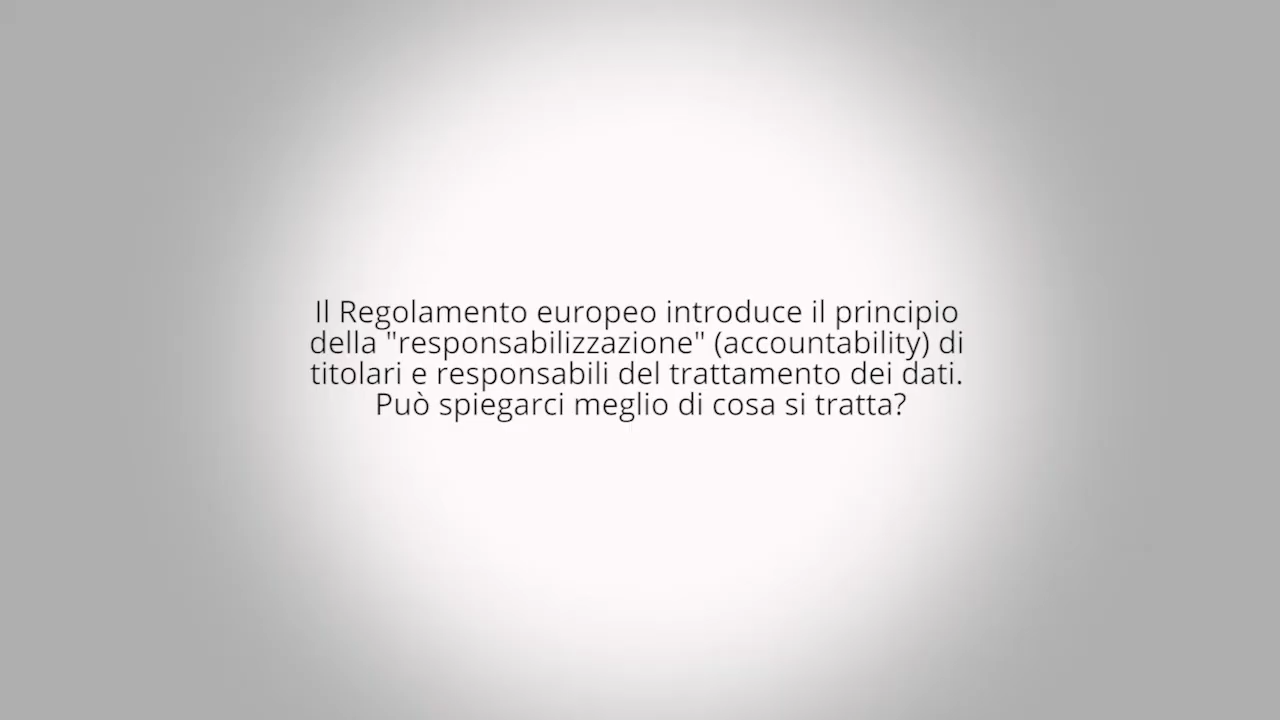 Il Regolamento europeo introduce il principio
della "responsabilizzazione" (accountability) di
titolari e responsabili del trattamento dei dati.
Può spiegarci meglio di cosa si tratta?